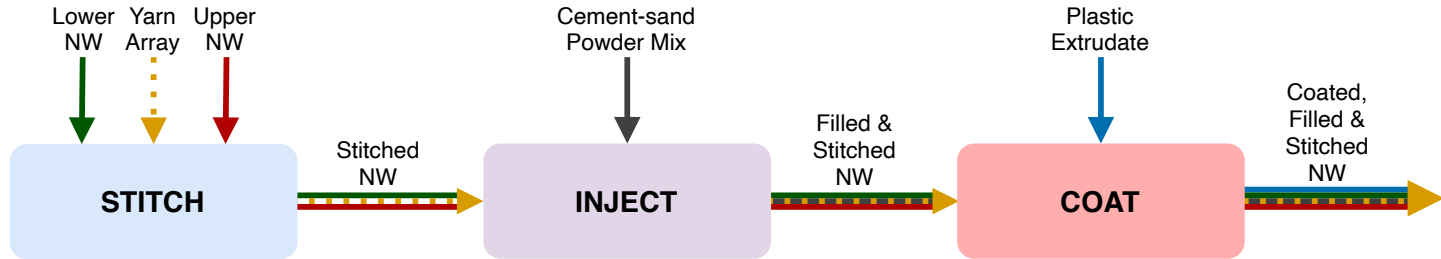 Lower
NW
Yarn
Array
Upper
NW
Cement-sand
Powder Mix
Plastic
Extrudate
STITCH
Stitched
NW
INJECT
Filled &
Stitched
NW
COAT
Coated,
Filled &
Stitched
NW